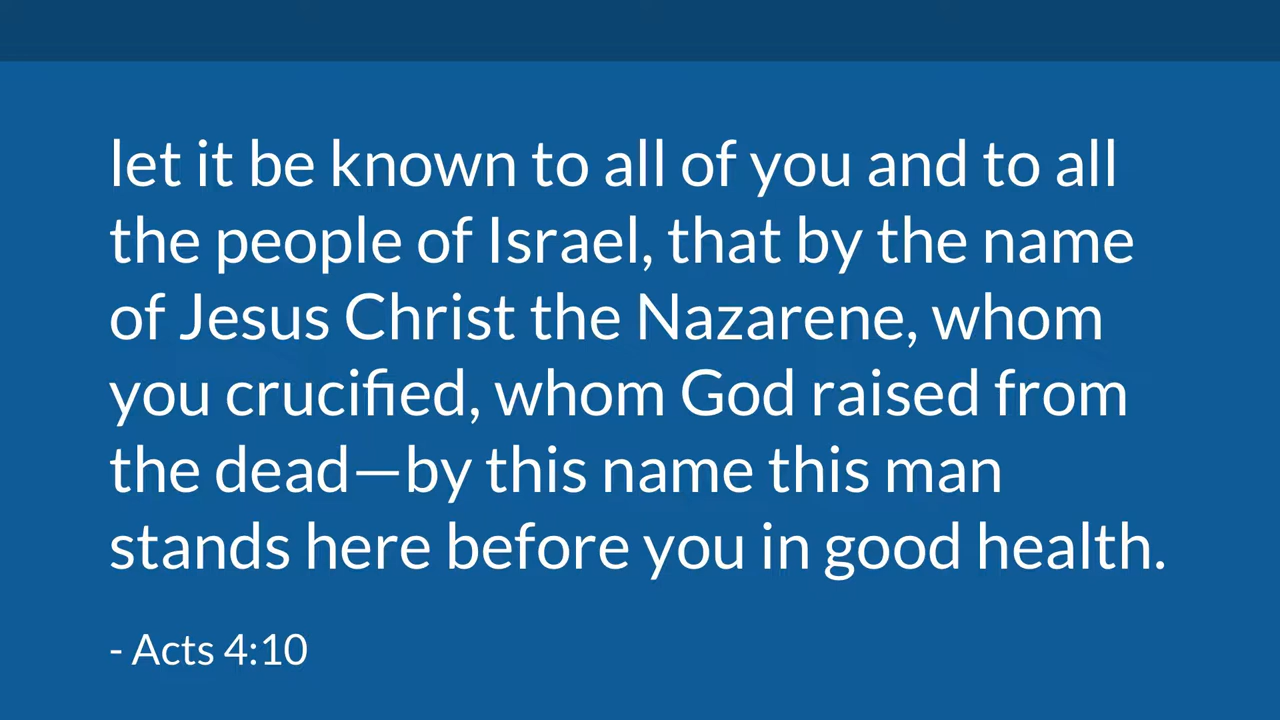 let it be known to all of you and to all
the people of Israel, that by the name
of Jesus Christ the Nazarene, whom
you crucified, whom God raised from
the dead—by this name this man
stands here before you in good health.
- Acts 4:10